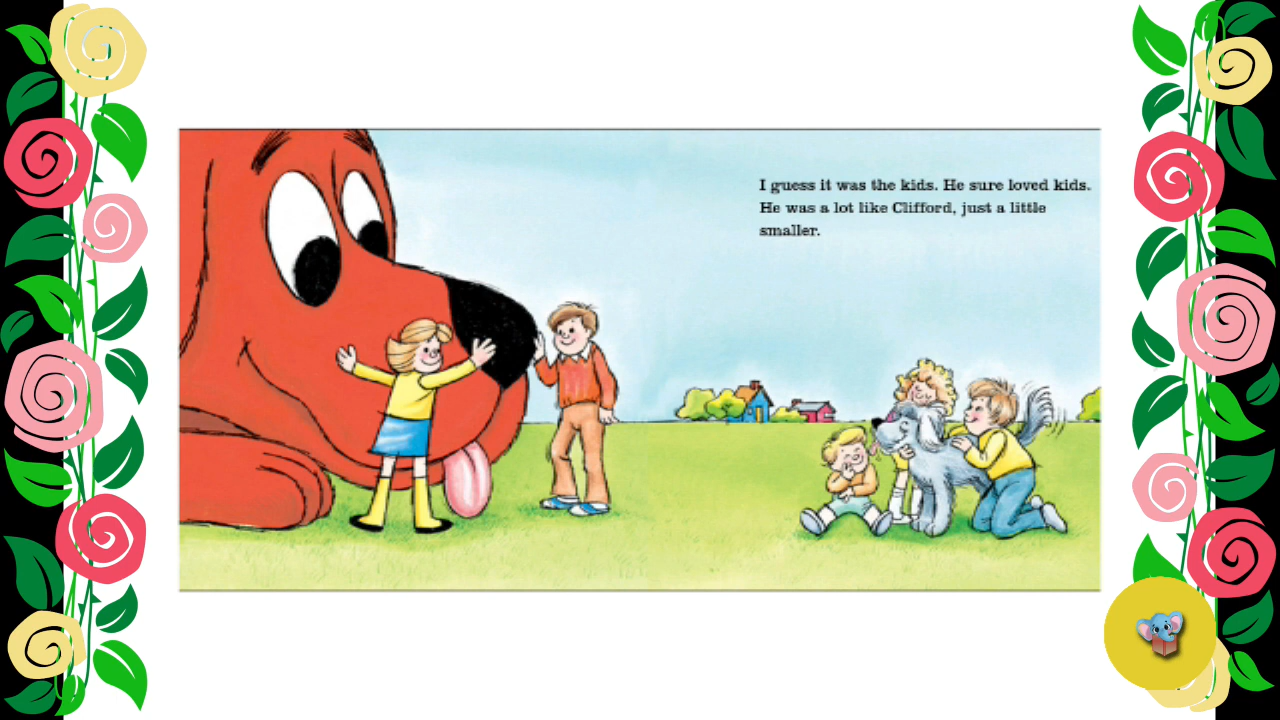 I guess it was the kids. He sure loved kids.
He was a lot like Clifford, just a little
smaller.